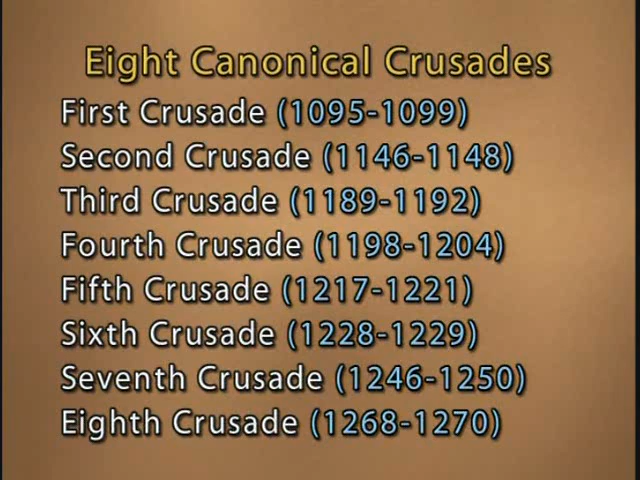 Eight Canonical Crusades
First Crusade (1095-1099)
Second Crusade (1146-1148)
Third Crusade (1189-1192)
Fourth Crusade (1198-1204)
Fifth Crusade (1217-1221)
Sixth Crusade (1228-1229)
Seventh Crusade (1246-1250)
Eighth Crusade (1268-1270)